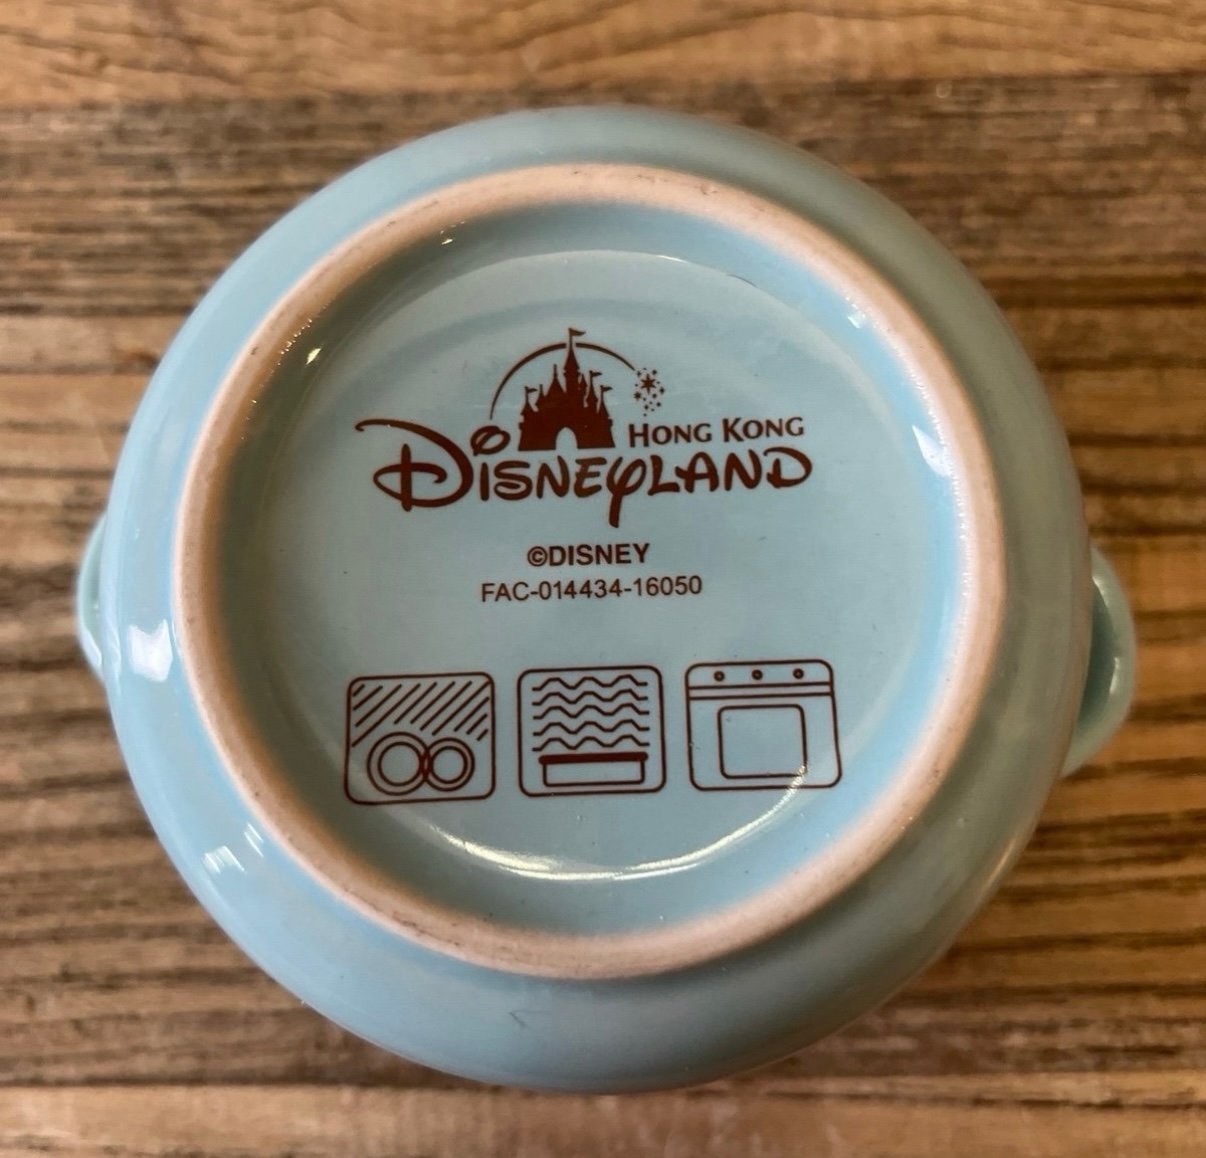 HONG KONG
DISNEYLAND
©DISNEY
FAC-014434-16050